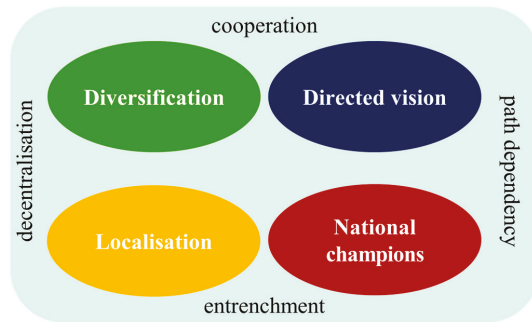 cooperation
Diversification
Directed vision
decentralisation
path dependency
Localisation
National
champions
entrenchment